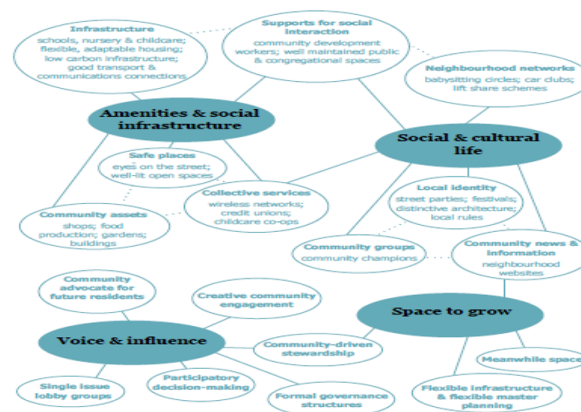 Infrastructure
schools, nursery & childcare;
flexible, adaptable housing;
low carbon infrastructure;
good transport &
communications connections
Supports for social
interaction
community development
workers; well maintained public
& congregational spaces
Neighbourhood networks
babysitting circles; car clubs;
lift share schemes
Amenities & social
infrastructure
Social & cultural
life
Safe places
eyes on the street;
well-lit open spaces
Collective services
wireless networks;
credit unions;
childcare co-ops
Local identity
street parties; festivals;
distinctive architecture;
local rules
Community assets
shops; food
production; gardens;
buildings
Community groups
community champions
Community news &
information
neighbourhood
websites
Community
advocate for
future residents
Creative community
engagement
Space to grow
Voice & influence
Community-driven
stewardship
Meanwhile space
Single issue
lobby groups
Participatory
decision-making
Formal governance
structures
Flexible infrastructure
& flexible master
planning